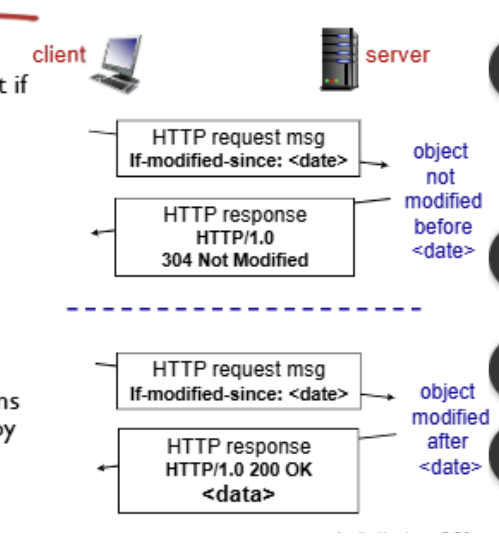 client
server
t if
HTTP request msg
If-modified-since: <date>
object
not
modified
before
<date>
HTTP response
HTTP/1.0
304 Not Modified
HTTP request msg
If-modified-since: <date>
ns
by
object
modified
after
<date>
HTTP response
HTTP/1.0 200 OK
<data>